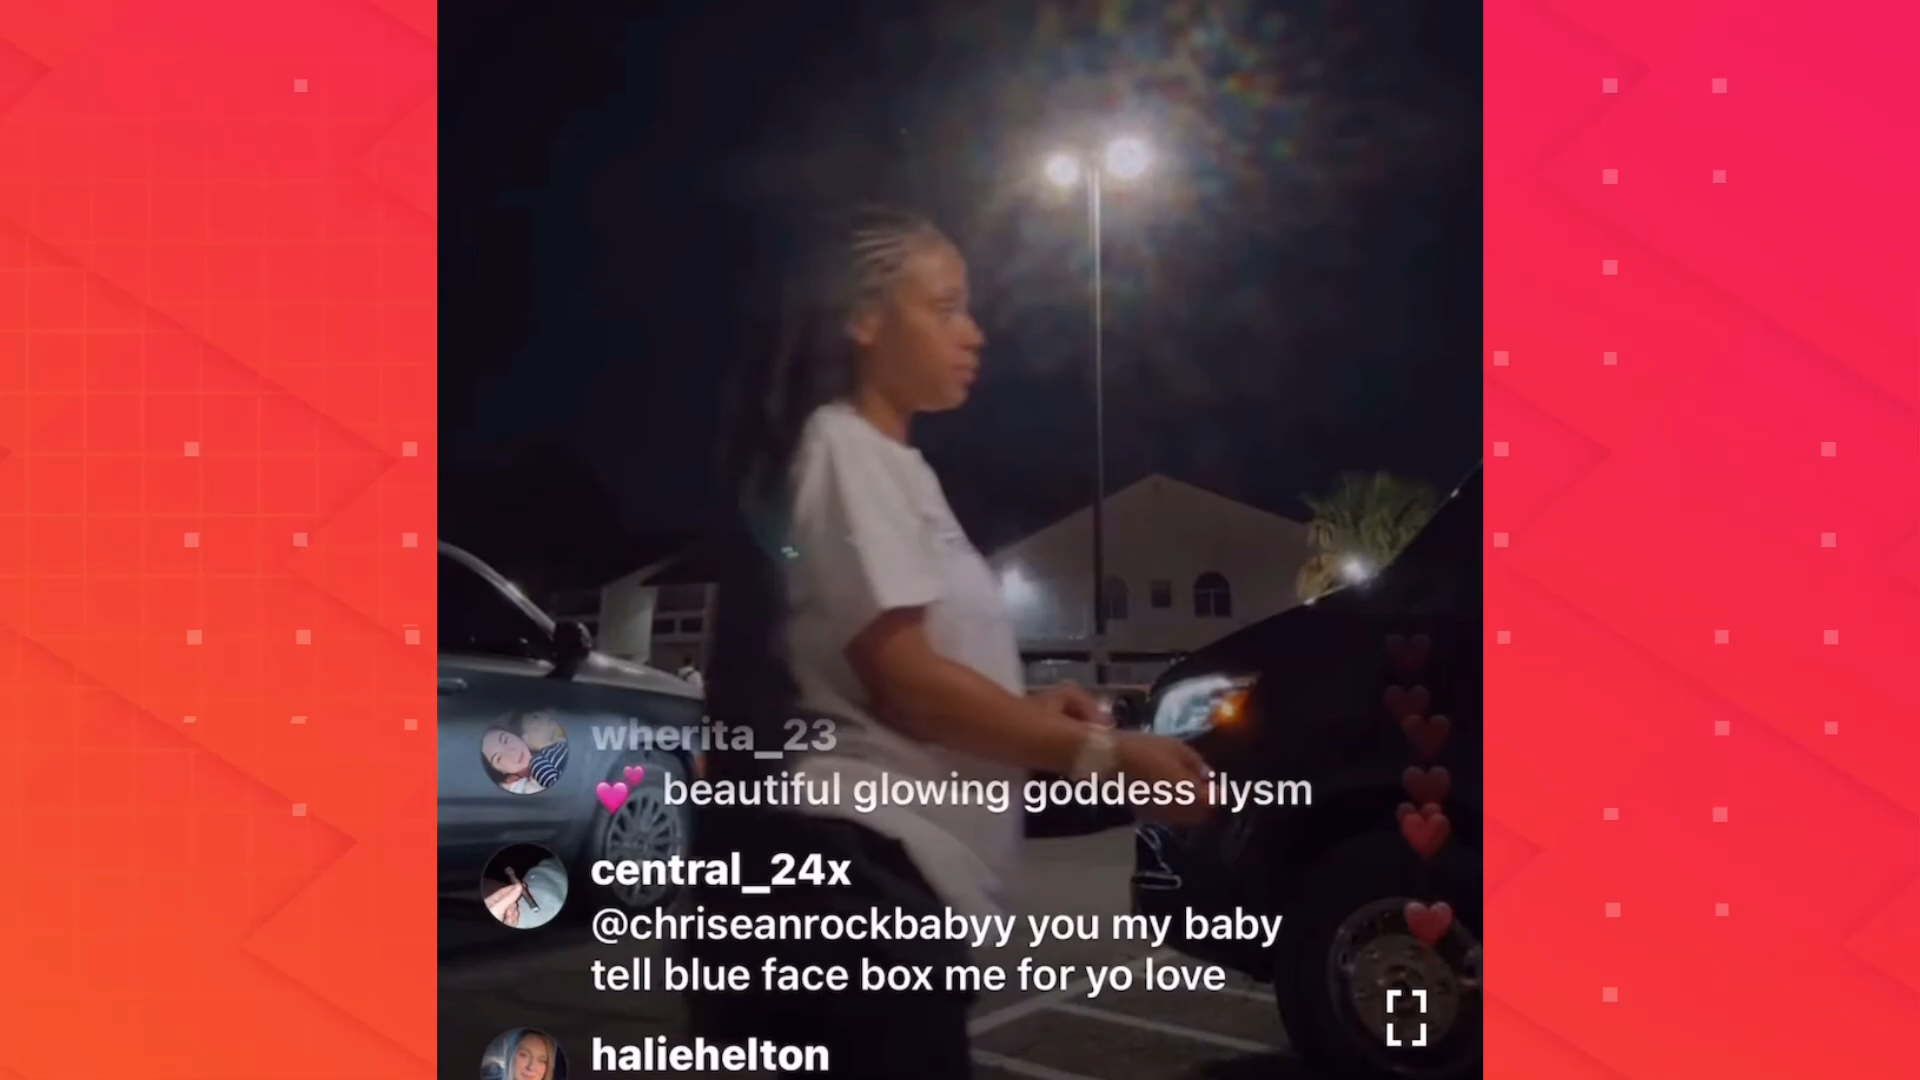 wherita_23
💕 beautiful glowing goddess ilysm
central_24x
@chriseanrockbabyy you my baby
tell blue face box me for yo love
haliehelton